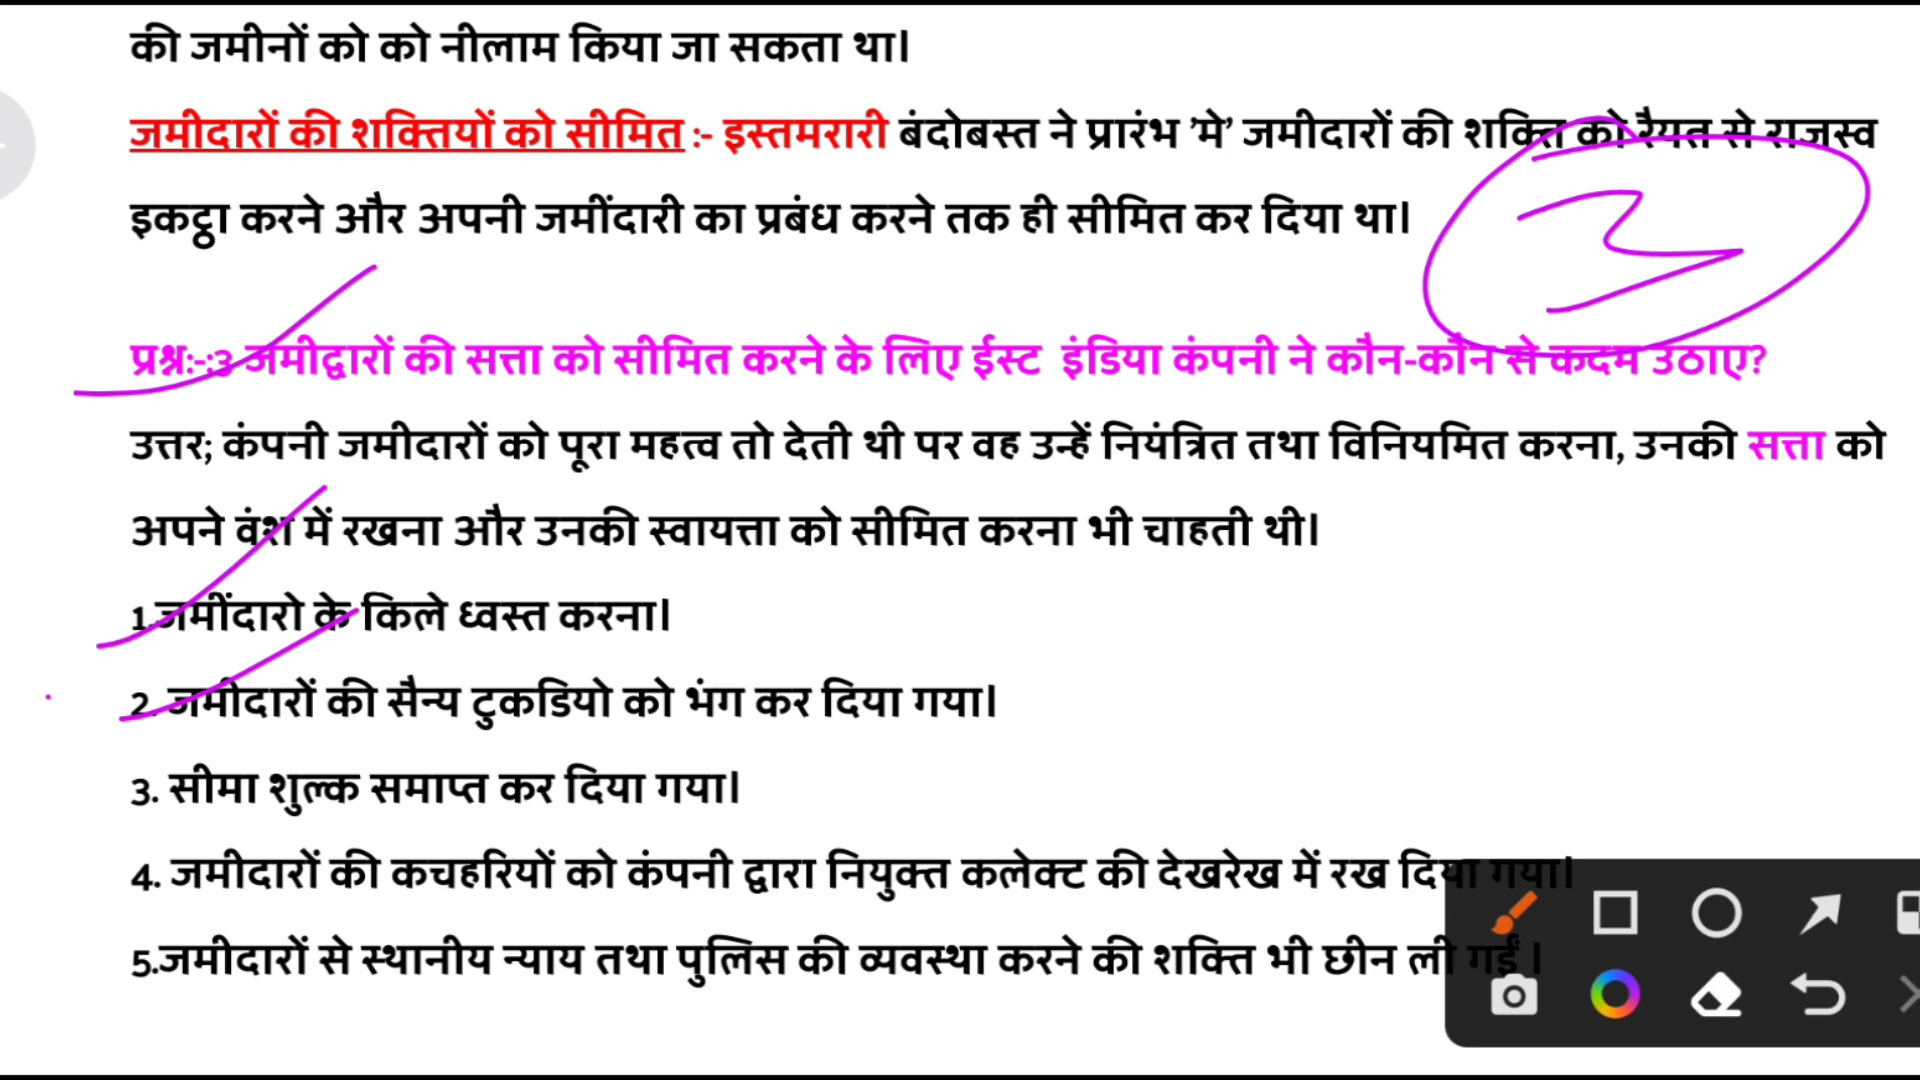 की जमीनों को को नीलाम किया जा सकता था।
जमीदारों की शक्तियों को सीमित :- इस्तमरारी बंदोबस्त ने प्रारंभ 'मे' जमीदारों की शक्ति को रैयत से राजस्व
इकट्ठा करने और अपनी जमींदारी का प्रबंध करने तक ही सीमित कर दिया था।
प्रश्न:-:3 जमीद्वारों की सत्ता को सीमित करने के लिए ईस्ट इंडिया कंपनी ने कौन-कौन से कदम उठाए?
उत्तर; कंपनी जमीदारों को पूरा महत्व तो देती थी पर वह उन्हें नियंत्रित तथा विनियमित करना, उनकी सत्ता को
अपने वंश में रखना और उनकी स्वायत्ता को सीमित करना भी चाहती थी।
1.जमींदारो के किले ध्वस्त करना।
2. जमीदारों की सैन्य टुकडियो को भंग कर दिया गया।
3. सीमा शुल्क समाप्त कर दिया गया।
4. जमीदारों की कचहरियों को कंपनी द्वारा नियुक्त कलेक्ट की देखरेख में रख दिया गया।
5.जमीदारों से स्थानीय न्याय तथा पुलिस की व्यवस्था करने की शक्ति भी छीन ली गईं ।